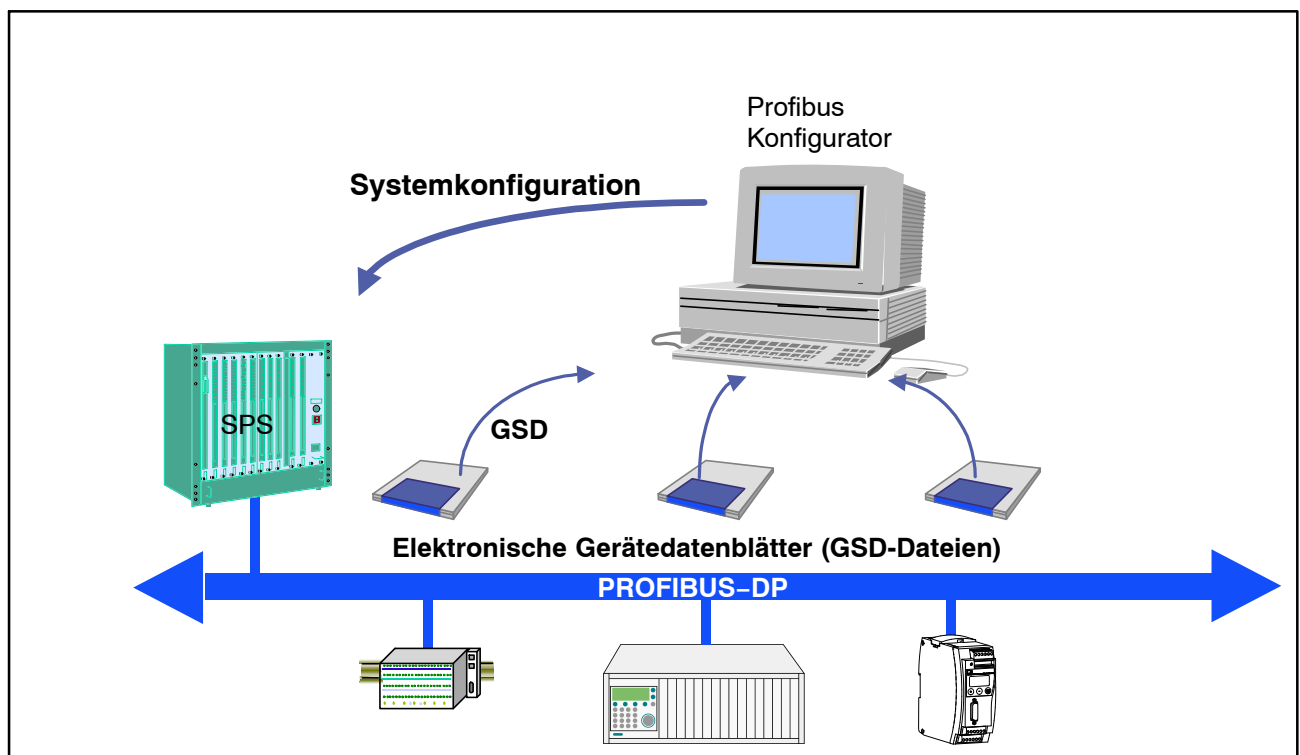 Profibus
Konfigurator
Systemkonfiguration
SPS
GSD
Elektronische Gerätedatenblätter (GSD-Dateien)
PROFIBUS−DP